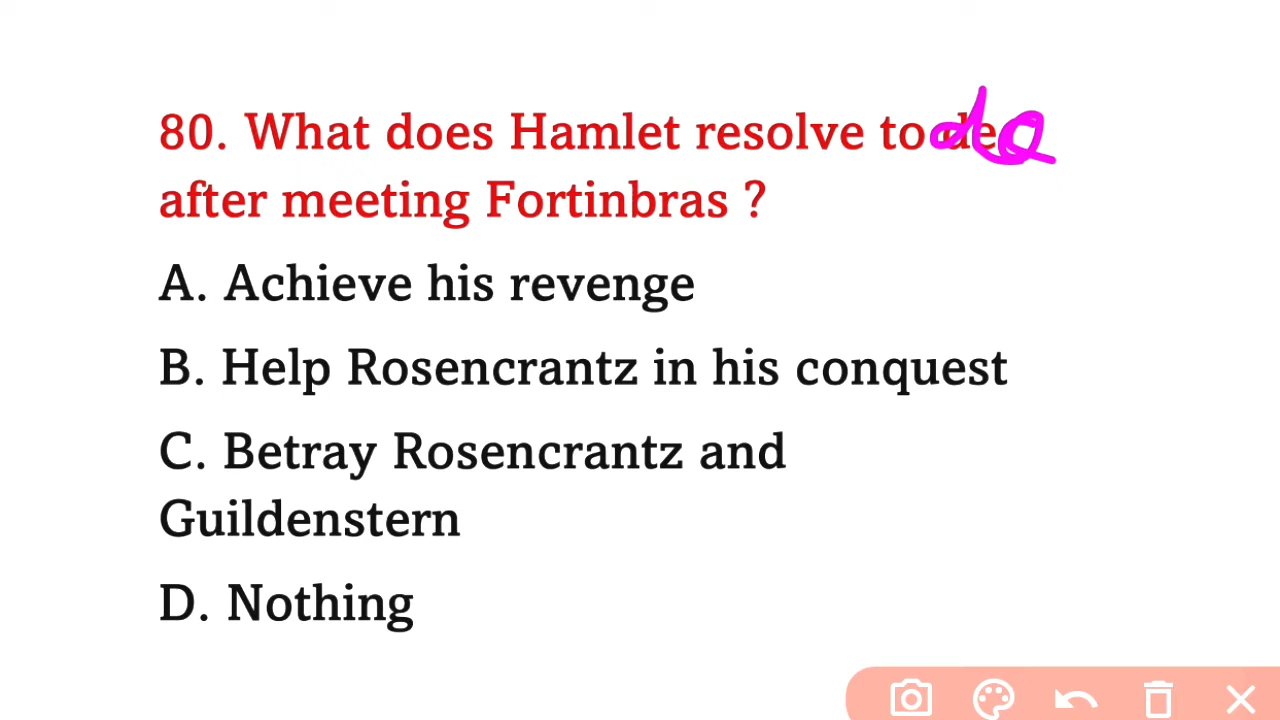 80. What does Hamlet resolve to do
after meeting Fortinbras ?
A. Achieve his revenge
B. Help Rosencrantz in his conquest
C. Betray Rosencrantz and
Guildenstern
D. Nothing